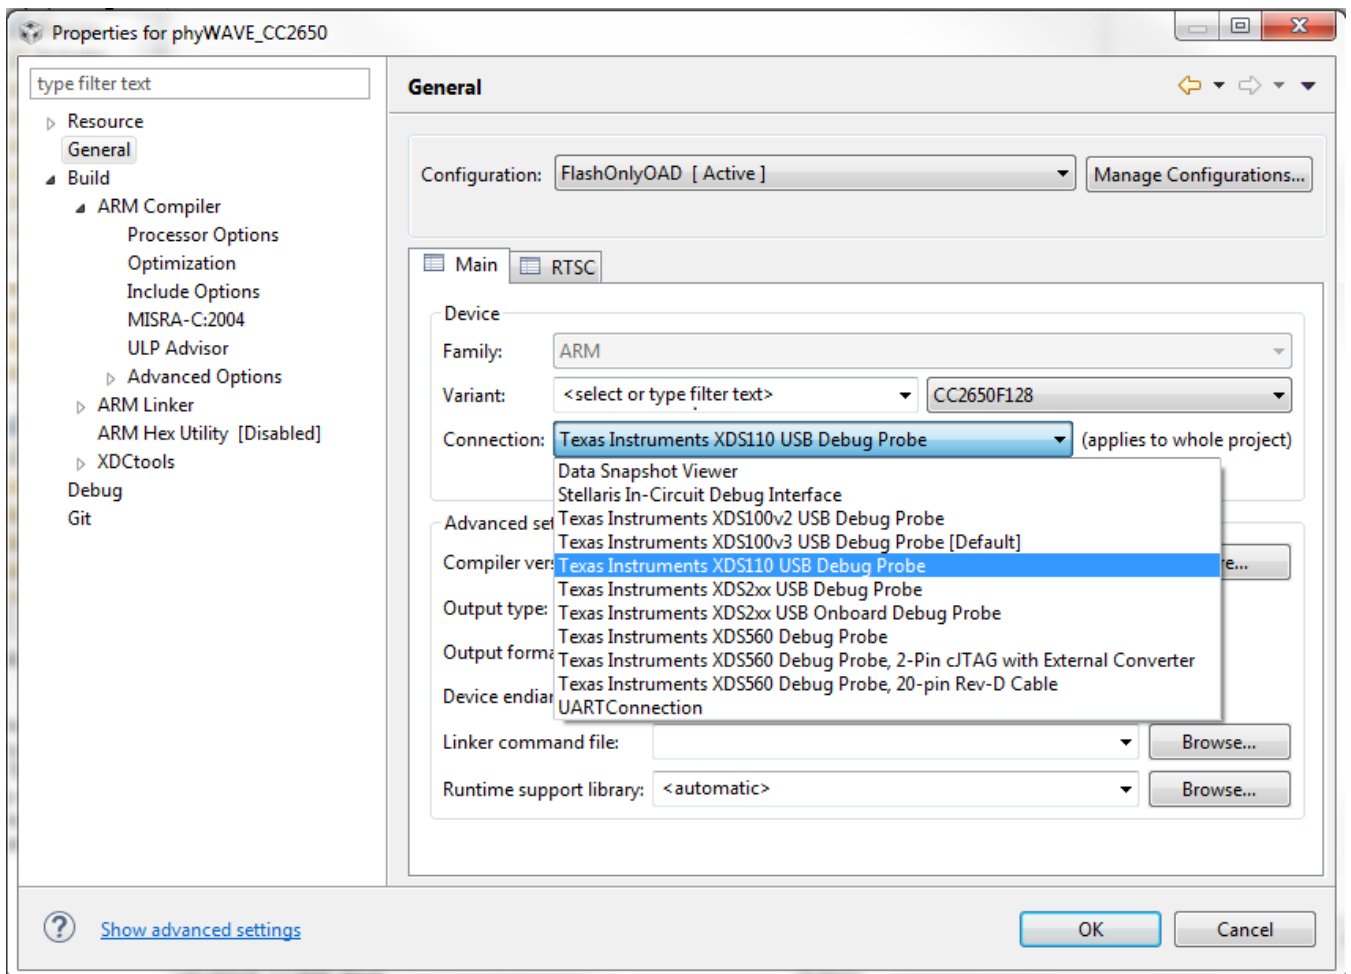 Properties for phyWAVE_CC2650
type filter text
Resource
General
Build
ARM Compiler
Processor Options
Optimization
Include Options
MISRA-C:2004
ULP Advisor
Advanced Options
ARM Linker
ARM Hex Utility [Disabled]
XDCtools
Debug
Git
General
Configuration: FlashOnlyOAD [ Active ] Manage Configurations...
Main RTSC
Device
Family: ARM
Variant: <select or type filter text> CC2650F128
Connection: Texas Instruments XDS110 USB Debug Probe (applies to whole project)
Data Snapshot Viewer
Stellaris In-Circuit Debug Interface
Texas Instruments XDS100v2 USB Debug Probe
Advanced set
Texas Instruments XDS100v3 USB Debug Probe [Default]
Compiler vers Texas Instruments XDS110 USB Debug Probe e...
Texas Instruments XDS2xx USB Debug Probe
Output type: Texas Instruments XDS2xx USB Onboard Debug Probe
Texas Instruments XDS560 Debug Probe
Output forma Texas Instruments XDS560 Debug Probe, 2-Pin cJTAG with External Converter
Device endian Texas Instruments XDS560 Debug Probe, 20-pin Rev-D Cable
UARTConnection
Linker command file: Browse...
Runtime support library: <automatic> Browse...
Show advanced settings OK Cancel